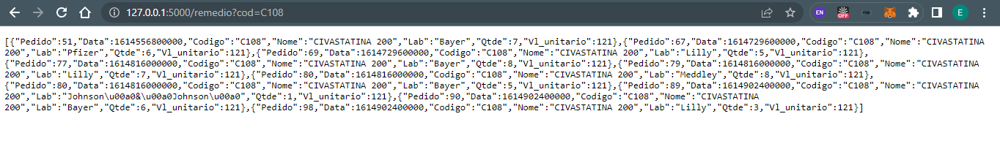 127.0.0.1:5000/remedio?cod=C108
EN
OFF
E
[{"Pedido":51,"Data":1614556800000,"Codigo":"C108","Nome":"CIVASTATINA 200","Lab":"Bayer","Qtde":7,"Vl_unitario":121},{"Pedido":67,"Data":1614729600000,"Codigo":"C108","Nome":"CIVASTATINA
200","Lab":"Pfizer","Qtde":6,"Vl_unitario":121},{"Pedido":69,"Data":1614729600000,"Codigo":"C108","Nome":"CIVASTATINA 200","Lab":"Lilly","Qtde":5,"Vl_unitario":121},
{"Pedido":77,"Data":1614816000000,"Codigo":"C108","Nome":"CIVASTATINA 200","Lab":"Bayer","Qtde":8,"Vl_unitario":121},{"Pedido":79,"Data":1614816000000,"Codigo":"C108","Nome":"CIVASTATINA
200","Lab":"Lilly","Qtde":7,"Vl_unitario":121},{"Pedido":80,"Data":1614816000000,"Codigo":"C108","Nome":"CIVASTATINA 200","Lab":"Meddley","Qtde":8,"Vl_unitario":121},
{"Pedido":80,"Data":1614816000000,"Codigo":"C108","Nome":"CIVASTATINA 200","Lab":"Bayer","Qtde":5,"Vl_unitario":121},{"Pedido":89,"Data":1614902400000,"Codigo":"C108","Nome":"CIVASTATINA
200","Lab":"Johnson\u00a0&\u00a0Johnson\u00a0","Qtde":1,"Vl_unitario":121},{"Pedido":90,"Data":1614902400000,"Codigo":"C108","Nome":"CIVASTATINA
200","Lab":"Bayer","Qtde":6,"Vl_unitario":121},{"Pedido":98,"Data":1614902400000,"Codigo":"C108","Nome":"CIVASTATINA 200","Lab":"Lilly","Qtde":3,"Vl_unitario":121}]